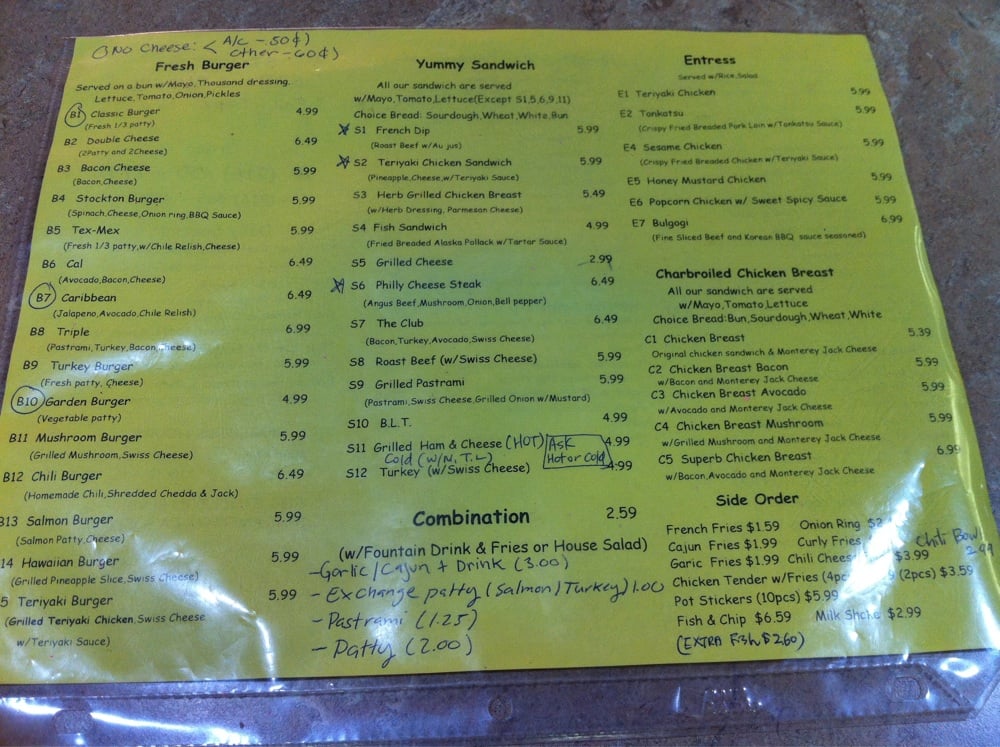 No Cheese: < A/c - 50¢)
Other - 60¢)
Fresh Burger
Served on a bun w/Mayo,Thousand dressing..
Lettuce,Tomato,Onion,Pickles
B1 Classic Burger 4.99
(Fresh 1/3 patty)
B2 Double Cheese 6.49
(2Patty and 2Cheese)
B3 Bacon Cheese 5.99
(Bacon,Cheese)
B4 Stockton Burger 5.99
(Spinach,Cheese,Onion ring,BBQ Sauce)
B5 Tex-Mex 5.99
(Fresh 1/3 patty,w/Chile Relish,Cheese)
B6 Cal 6.49
(Avocado,Bacon,Cheese)
B7 Caribbean 6.49
(Jalapeno,Avocado,Chile Relish)
B8 Triple 6.99
(Pastrami,Turkey,Bacon,Cheese)
B9 Turkey Burger 5.99
(Fresh patty, Cheese)
B10 Garden Burger 4.99
(Vegetable patty)
B11 Mushroom Burger 5.99
(Grilled Mushroom,Swiss Cheese)
B12 Chili Burger 6.49
(Homemade Chili,Shredded Chedda & Jack)
B13 Salmon Burger 5.99
(Salmon Patty,Cheese)
14 Hawaiian Burger 5.99
(Grilled Pineapple Slice,Swiss Cheese)
5 Teriyaki Burger 5.99
(Grilled Teriyaki Chicken,Swiss Cheese
w/Teriyaki Sauce)
Yummy Sandwich
All our sandwich are served
w/Mayo,Tomato,Lettuce(Except S1,5,6,9,11)
Choice Bread: Sourdough,Wheat,White,Bun
S1 French Dip 5.99
(Roast Beef w/Au jus)
S2 Teriyaki Chicken Sandwich 5.99
(Pineapple,Cheese,w/Teriyaki Sauce)
S3 Herb Grilled Chicken Breast 5.49
(w/Herb Dressing, Parmesan Cheese)
S4 Fish Sandwich 4.99
(Fried Breaded Alaska Pollack w/Tartar Sauce)
S5 Grilled Cheese 2.99
S6 Philly Cheese Steak 6.49
(Angus Beef,Mushroom,Onion,Bell pepper)
S7 The Club 6.49
(Bacon,Turkey,Avocado,Swiss Cheese)
S8 Roast Beef (w/Swiss Cheese) 5.99
S9 Grilled Pastrami 5.99
(Pastrami,Swiss Cheese,Grilled Onion w/Mustard)
S10 B.L.T. 4.99
S11 Grilled Ham & Cheese (HOT) Ask 4.99
Cold (W/N, T.L) Hot or Cold
S12 Turkey (w/Swiss Cheese) 4.99
Combination 2.59
(w/Fountain Drink & Fries or House Salad)
- Garlic/Cajun + Drink (3.00)
- Exchange patty (Salmon/Turkey) 1.00
- Pastrami (1.25)
- Patty (2.00)
Entress
Served w/Rice,Salad
E1 Teriyaki Chicken 5.99
E2 Tonkatsu 5.99
(Crispy Fried Breaded Pork Loin w/Tonkatsu Sauce)
E4 Sesame Chicken 5.99
(Crispy Fried Breaded Chicken w/Teriyaki Sauce)
E5 Honey Mustard Chicken 5.99
E6 Popcorn Chicken w/ Sweet Spicy Sauce 5.99
E7 Bulgogi 6.99
(Fine Sliced Beef and Korean BBQ sauce seasoned)
Charbroiled Chicken Breast
All our sandwich are served
w/Mayo,Tomato,Lettuce
Choice Bread:Bun,Sourdough,Wheat,White
C1 Chicken Breast 5.39
Original chicken sandwich & Monterey Jack Cheese
C2 Chicken Breast Bacon 5.99
w/Bacon and Monterey Jack Cheese
C3 Chicken Breast Avocado 5.99
w/Avocado and Monterey Jack Cheese
C4 Chicken Breast Mushroom 5.99
w/Grilled Mushroom and Monterey Jack Cheese
C5 Superb Chicken Breast 6.99
w/Bacon,Avocado and Monterey Jack Cheese
Side Order
French Fries $1.59 Onion Ring
Cajun Fries $1.99 Curly Fries Chili Bowl
Garic Fries $1.99 Chili Chees $3.99 2.99
Chicken Tender w/Fries (4pc (2pcs) $3.59
Pot Stickers (10pcs) $5.99
Fish & Chip $6.59 Milk Shake $2.99
(EXTRA FISH $2.60)